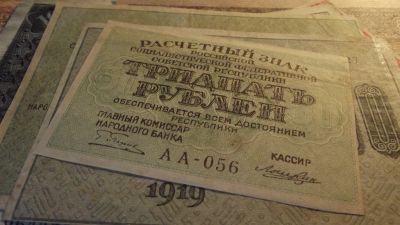 РАСЧЕТНЫЙ ЗНАК
РОССИЙСКОЙ
СОЦИАЛИСТИЧЕСКОЙ ФЕДЕРАТИВНОЙ
СОВЕТСКОЙ РЕСПУБЛИКИ
ТРИДЦАТЬ
РУБЛЕЙ
ОБЕСПЕЧИВАЕТСЯ ВСЕМ ДОСТОЯНИЕМ
РЕСПУБЛИКИ
ГЛАВНЫЙ КОМИССАР
НАРОДНОГО БАНКА
КАССИР
АА-056
1919